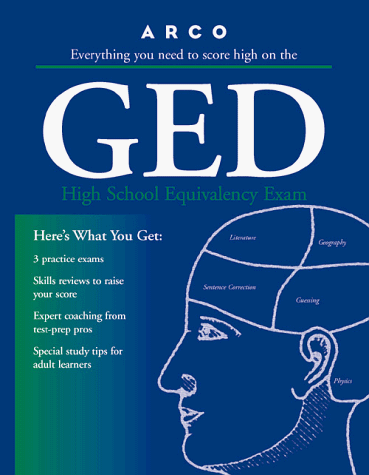 ARCO
Everything you need to score high on the
GED
High School Equivalency Exam
Here's What You Get:
3 practice exams
Skills reviews to raise
your score
Expert coaching from
test-prep pros
Special study tips for
adult learners
Literature
Geography
Sentence Correction
Guessing
Physics